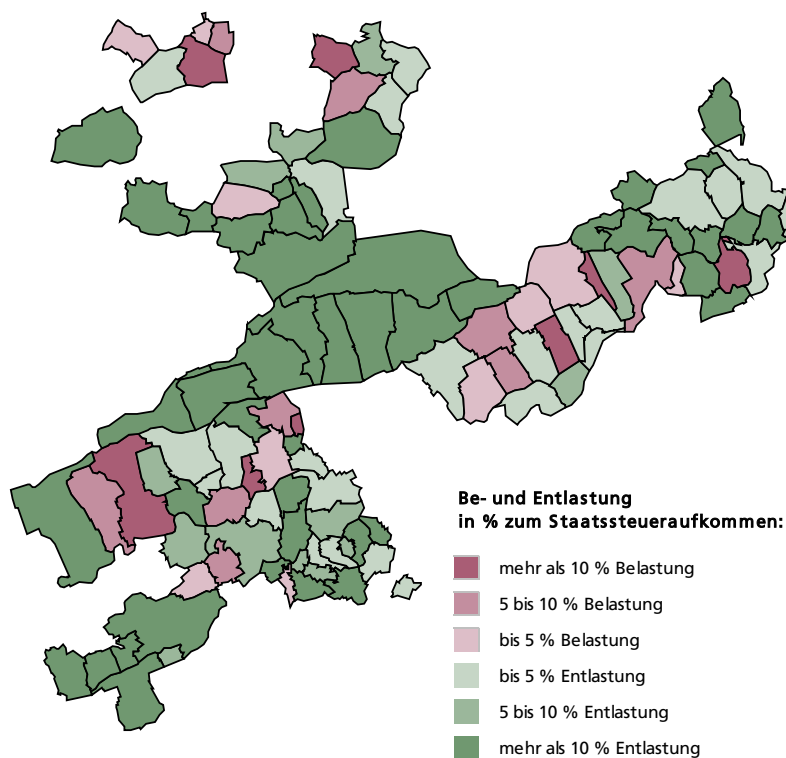 Be- und Entlastung
in % zum Staatssteueraufkommen:
mehr als 10 % Belastung
5 bis 10 % Belastung
bis 5 % Belastung
bis 5 % Entlastung
5 bis 10 % Entlastung
mehr als 10 % Entlastung